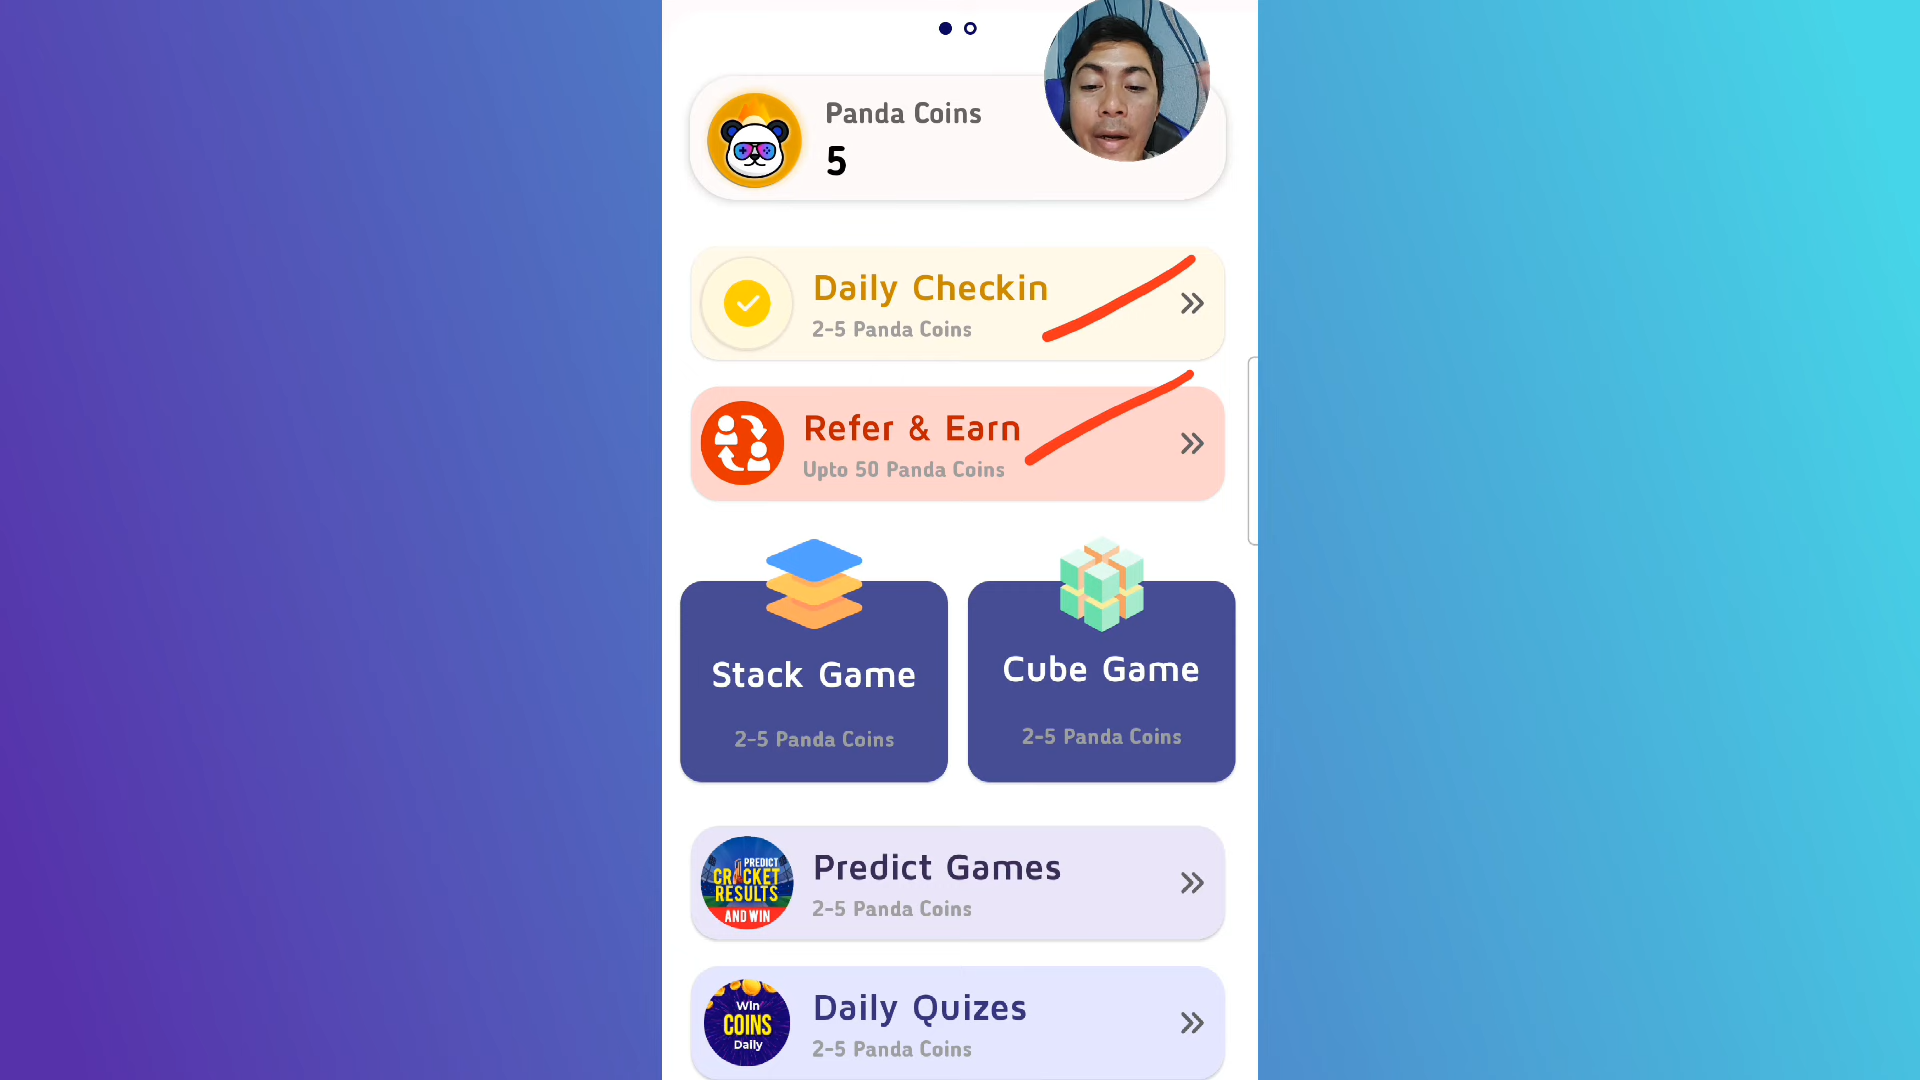 Panda Coins
5
Daily Checkin
2-5 Panda Coins
Refer & Earn
Upto 50 Panda Coins
Stack Game
2-5 Panda Coins
Cube Game
2-5 Panda Coins
PREDICT
CRICKET
RESULTS
AND WIN
Predict Games
2-5 Panda Coins
Win
COINS
Daily
Daily Quizes
2-5 Panda Coins